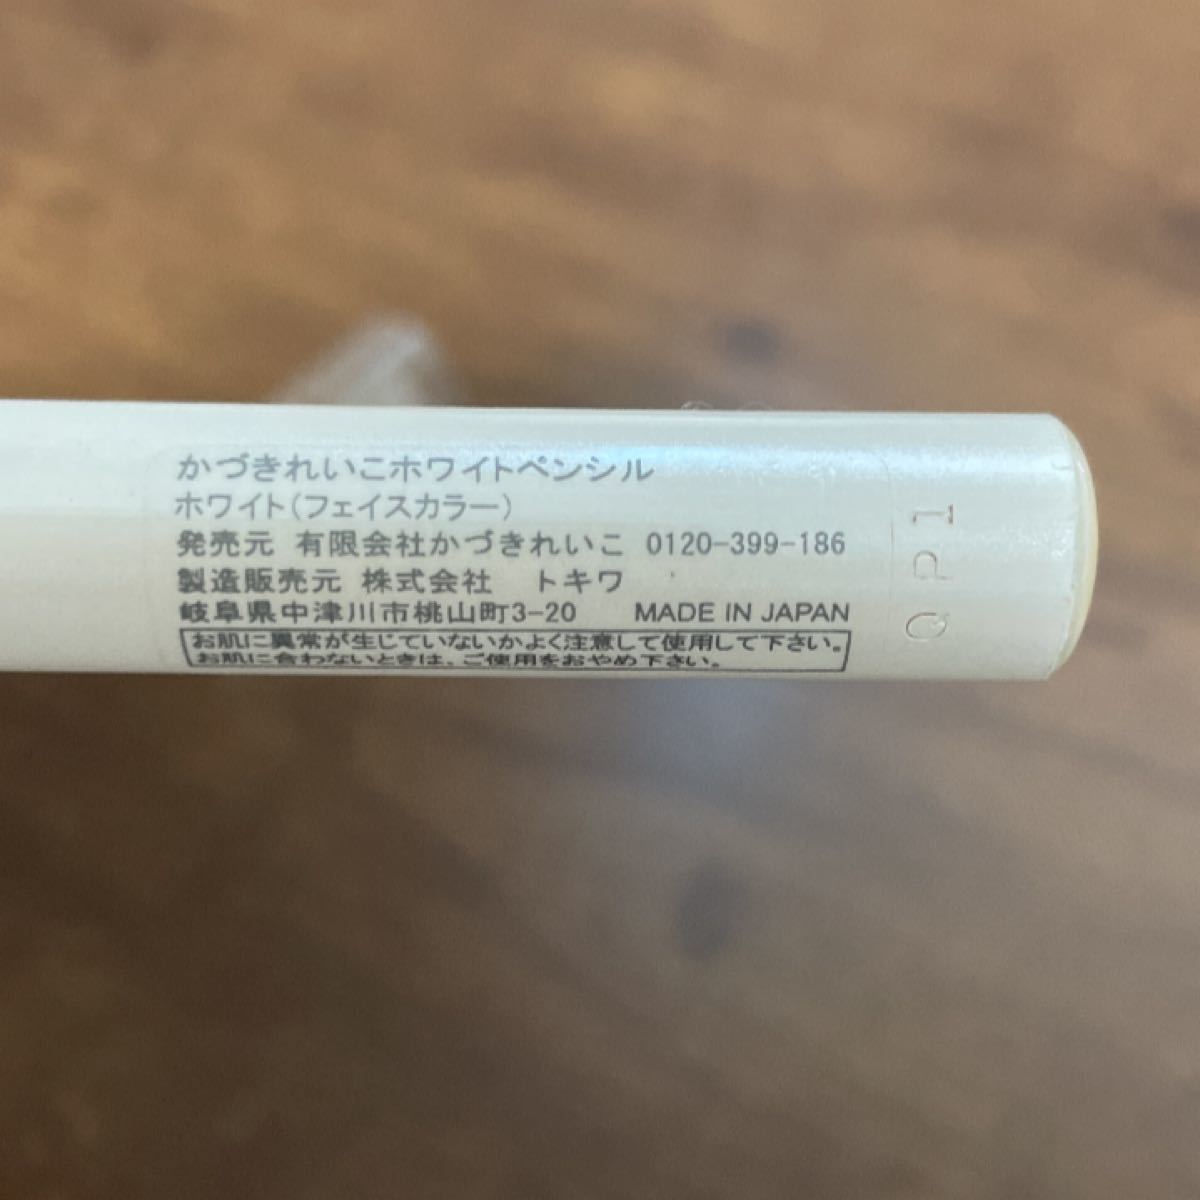 かづきれいこホワイトペンシル
ホワイト(フェイスカラー)
発売元 有限会社かづきれいこ 0120-399-186
製造販売元 株式会社 トキワ
岐阜県中津川市桃山町3-20 MADE IN JAPAN
お肌に異常が生じていないかよく注意して使用して下さい。
お肌に合わないときは、ご使用をおやめ下さい。
QP1